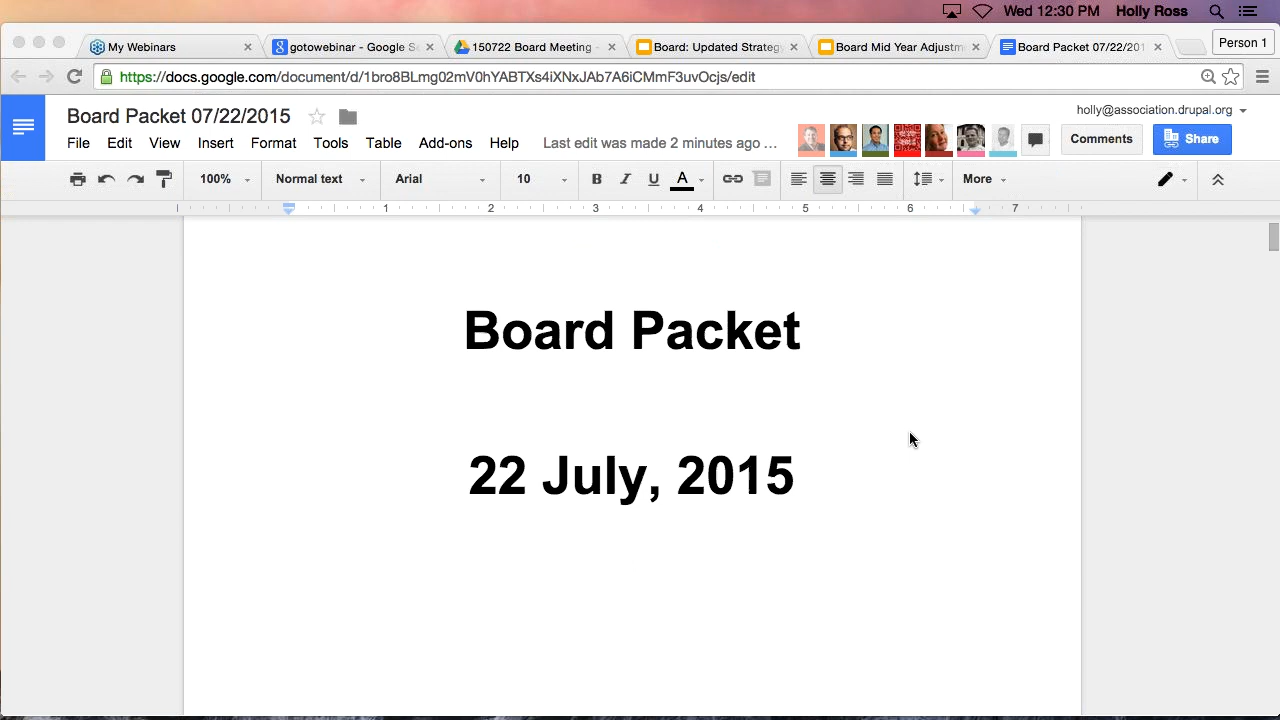 Wed 12:30 PM Holly Ross
My Webinars
gotowebinar - Google Se
150722 Board Meeting -
Board: Updated Strateg
Board Mid Year Adjustm
Board Packet 07/22/201
Person 1
https://docs.google.com/document/d/1bro8BLmg02mV0hYABTXs4iXNxJAb7A6iCMmF3uvOcjs/edit
Board Packet 07/22/2015
holly@association.drupal.org
File Edit View Insert Format Tools Table Add-ons Help Last edit was made 2 minutes ago ...
Comments
Share
100% Normal text Arial 10 B I U A More
1 2 3 4 5 6 7
Board Packet
22 July, 2015